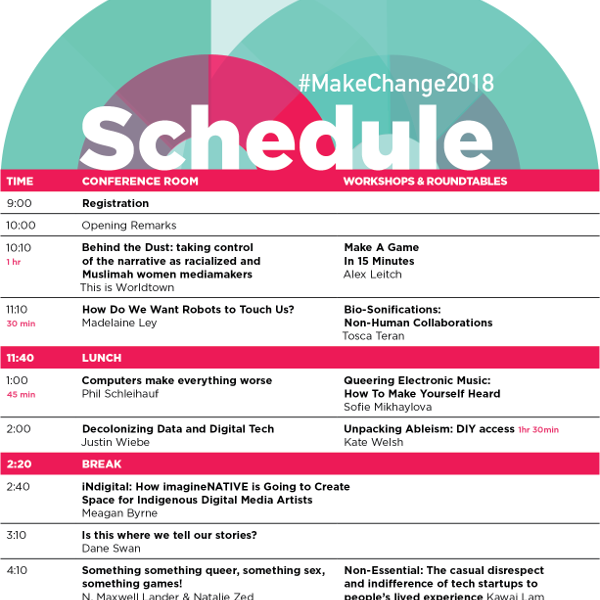 #MakeChange2018
Schedule
TIME CONFERENCE ROOM WORKSHOPS & ROUNDTABLES
9:00 Registration
10:00 Opening Remarks
10:10 Behind the Dust: taking control Make A Game
1 hr of the narrative as racialized and In 15 Minutes
Muslimah women mediamakers Alex Leitch
This is Worldtown
11:10 How Do We Want Robots to Touch Us? Bio-Sonifications:
30 min Madelaine Ley Non-Human Collaborations
Tosca Teran
11:40 LUNCH
1:00 Computers make everything worse Queering Electronic Music:
45 min Phil Schleihauf How To Make Yourself Heard
Sofie Mikhaylova
2:00 Decolonizing Data and Digital Tech Unpacking Ableism: DIY access 1hr 30min
Justin Wiebe Kate Welsh
2:20 BREAK
2:40 iNdigital: How imagineNATIVE is Going to Create
Space for Indigenous Digital Media Artists
Meagan Byrne
3:10 Is this where we tell our stories?
Dane Swan
4:10 Something something queer, something sex, Non-Essential: The casual disrespect
something games! and indifference of tech startups to
N. Maxwell Lander & Natalie Zed people's lived experience Kawai Lam